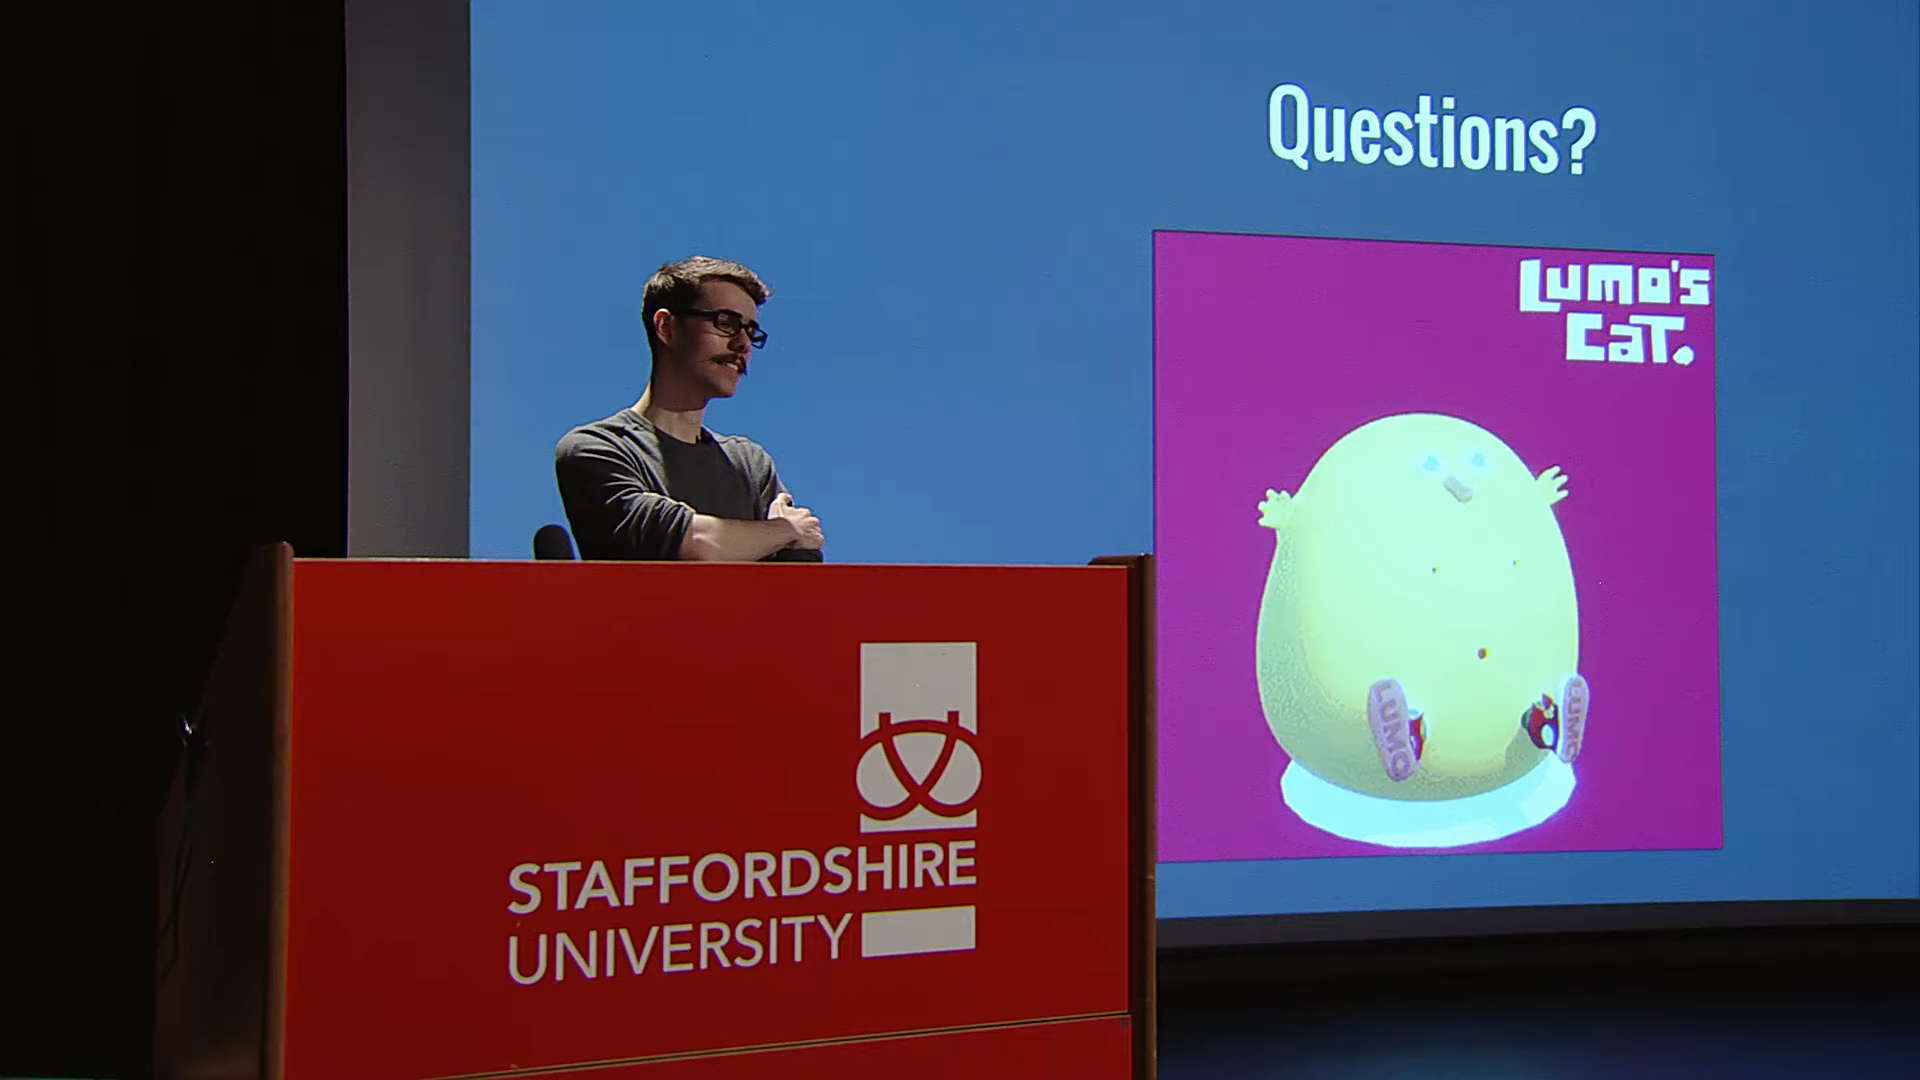 Questions?
LUMO'S
CAT.
LUMO
LUMO
STAFFORDSHIRE
UNIVERSITY